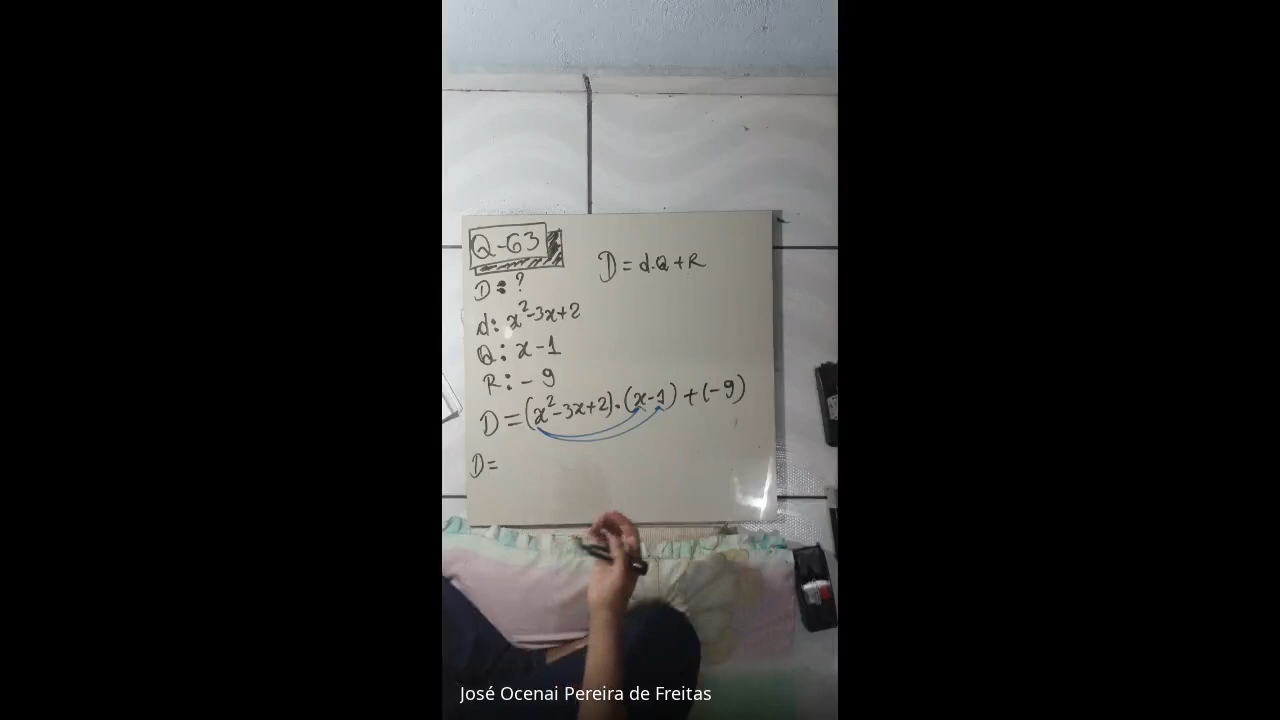 Q-63
D = d.Q + R
D: ?
d: x²-3x+2
Q: x-1
R: -9
D = (x²-3x+2).(x-1) + (-9)
D =
José Ocenai Pereira de Freitas